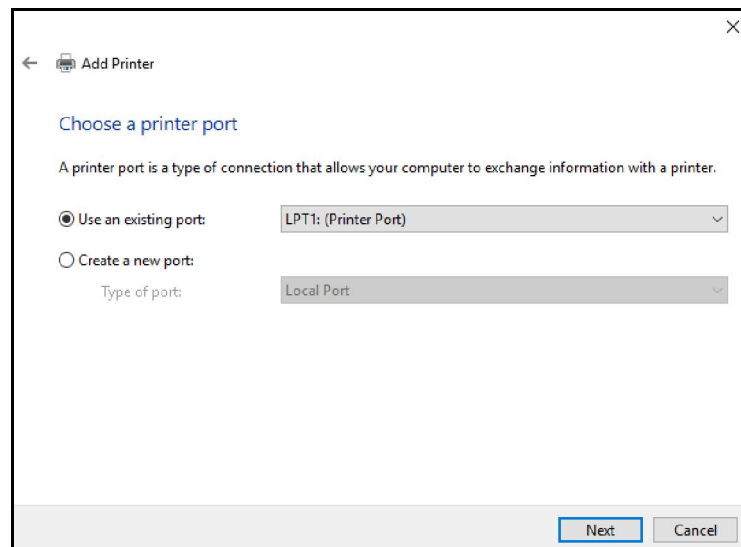 Add Printer
Choose a printer port
A printer port is a type of connection that allows your computer to exchange information with a printer.
Use an existing port: LPT1: (Printer Port)
Create a new port:
Type of port: Local Port
Next Cancel